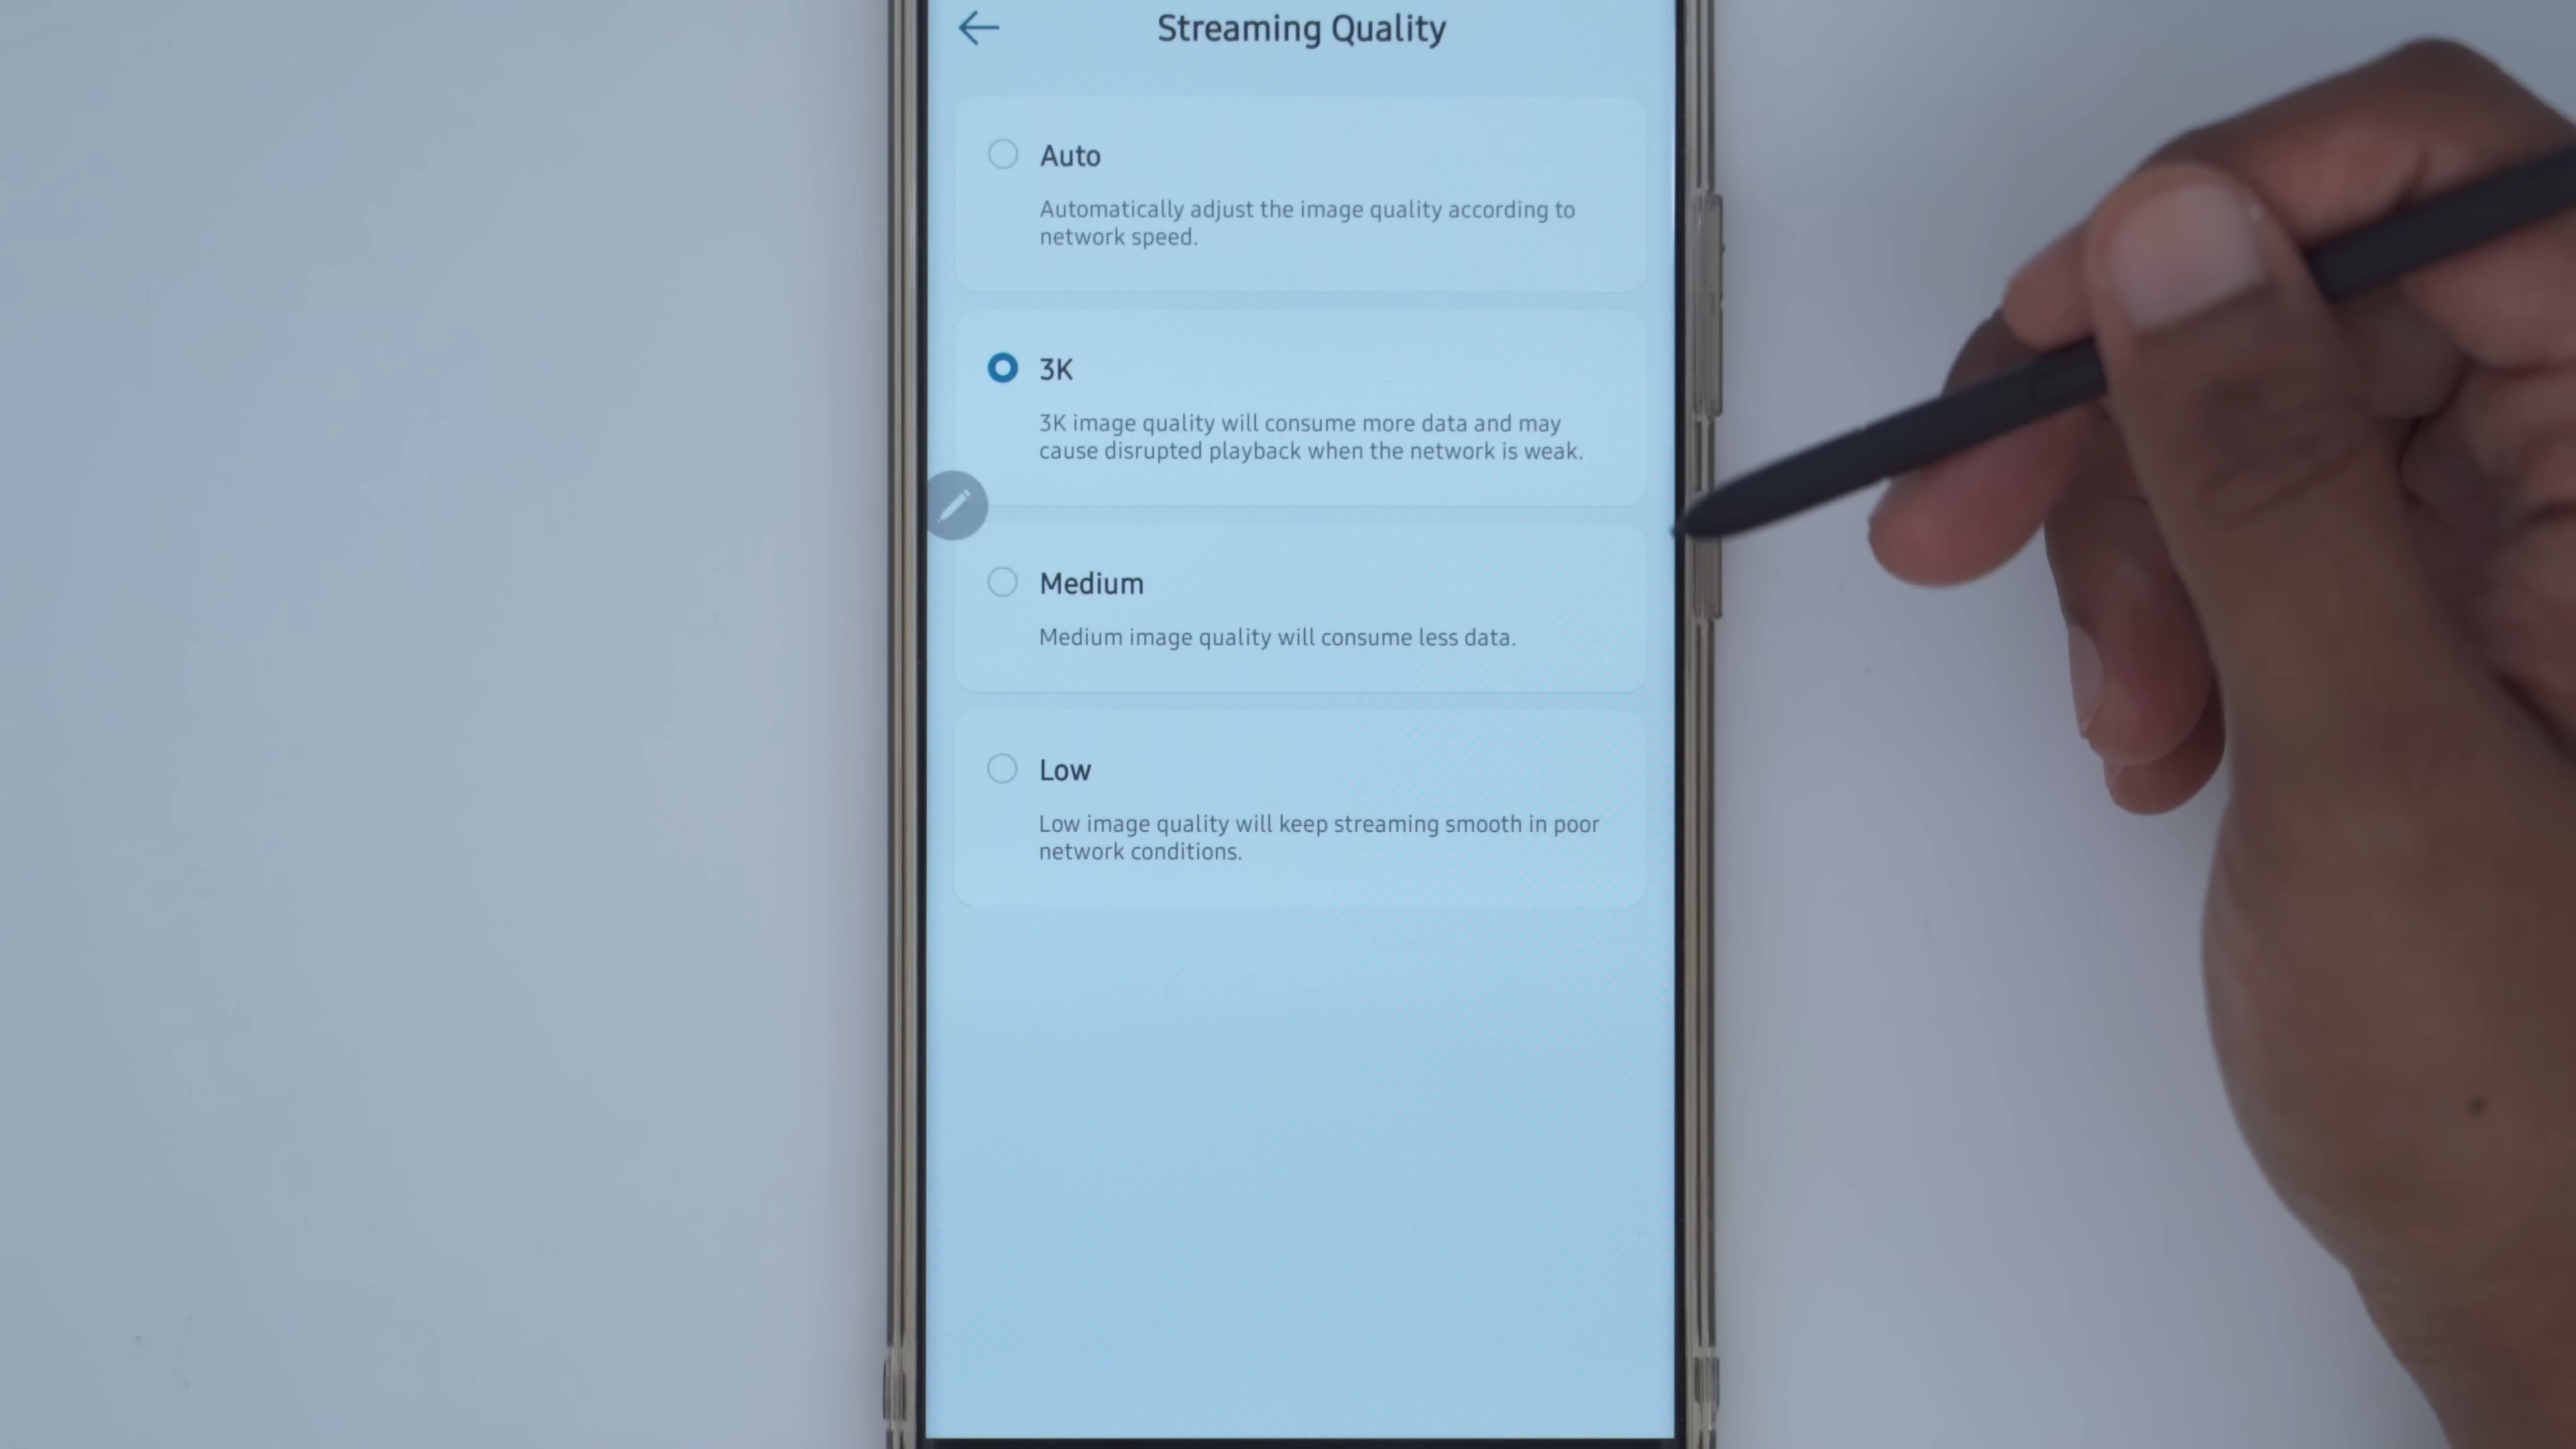 Streaming Quality
Auto
Automatically adjust the image quality according to
network speed.
3K
3K image quality will consume more data and may
cause disrupted playback when the network is weak.
Medium
Medium image quality will consume less data.
Low
Low image quality will keep streaming smooth in poor
network conditions.